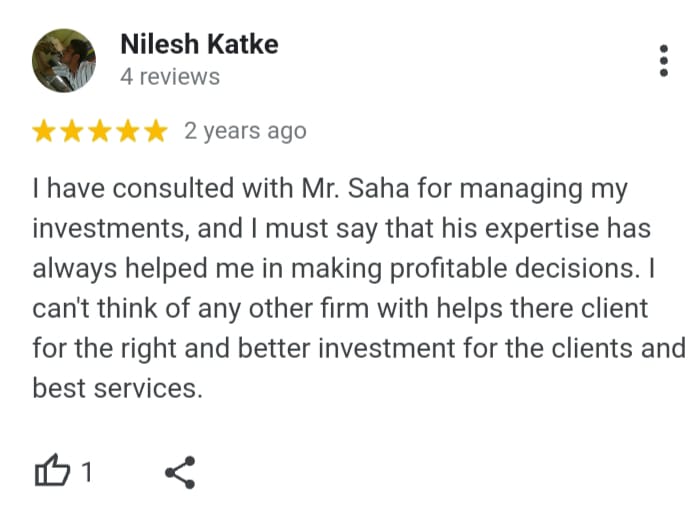 Nilesh Katke
4 reviews
2 years ago
I have consulted with Mr. Saha for managing my
investments, and I must say that his expertise has
always helped me in making profitable decisions. I
can't think of any other firm with helps there client
for the right and better investment for the clients and
best services.
1